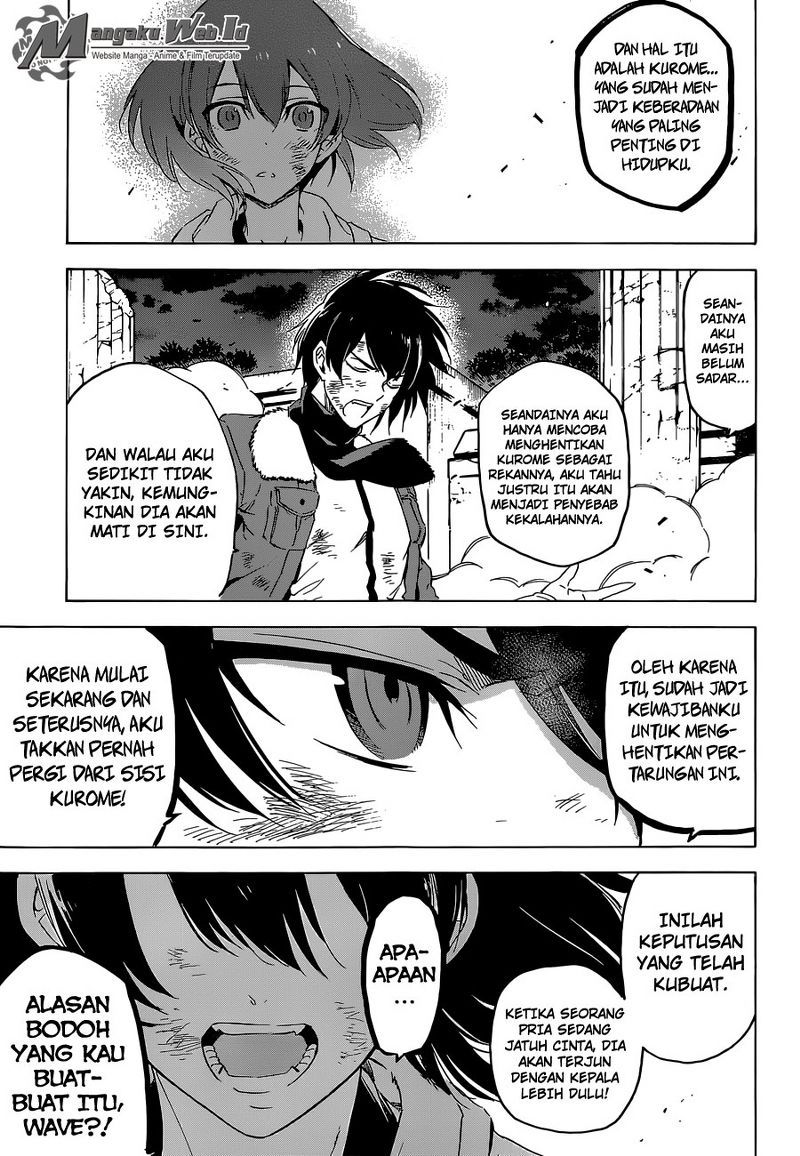 Mangaku.Web.Id
Website Manga - Anime & Film Terupdate
DAN HAL ITU
ADALAH KUROME...
YANG SUDAH MEN-
JADI KEBERADAAN
YANG PALING
PENTING DI
HIDUPKU.
SEAN-
DAINYA
AKU
MASIH
BELUM
SADAR...
SEANDAINYA AKU
HANYA MENCOBA
MENGHENTIKAN
KUROME SEBAGAI
REKANNYA, AKU TAHU
JUSTRU ITU AKAN
MENJADI PENYEBAB
KEKALAHANNYA.
DAN WALAU AKU
SEDIKIT TIDAK
YAKIN, KEMUNG-
KINAN DIA AKAN
MATI DI SINI.
OLEH KARENA
ITU, SUDAH JADI
KEWAJIBANKU
UNTUK MENG-
HENTIKAN PER-
TARUNGAN INI.
KARENA MULAI
SEKARANG DAN
SETERUSNYA, AKU
TAKKAN PERNAH
PERGI DARI SISI
KUROME!
INILAH
KEPUTUSAN
YANG TELAH
KUBUAT.
KETIKA SEORANG
PRIA SEDANG
JATUH CINTA, DIA
AKAN TERJUN
DENGAN KEPALA
LEBIH DULU!
APA-
APAAN
...
ALASAN
BODOH
YANG KAU
BUAT-
BUAT ITU,
WAVE?!